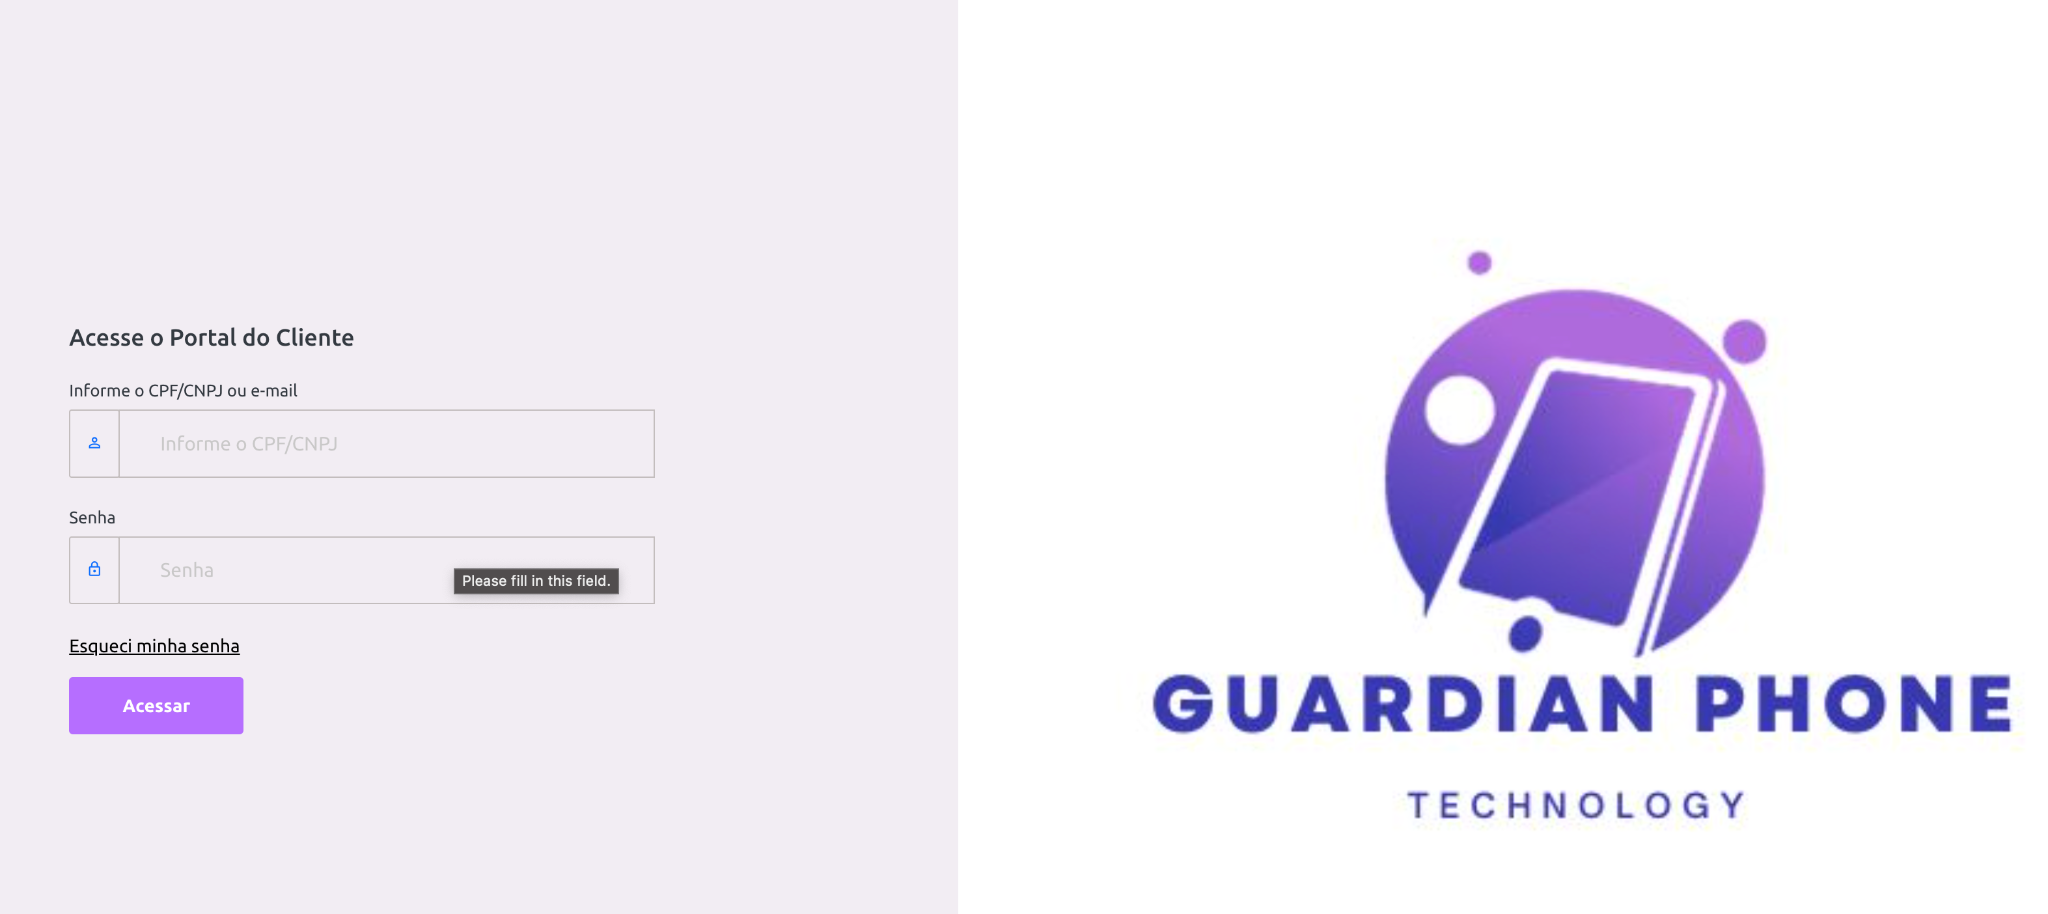 Acesse o Portal do Cliente
Informe o CPF/CNPJ ou e-mail
Informe o CPF/CNPJ
Senha
Senha
Please fill in this field.
Esqueci minha senha
Acessar
GUARDIAN PHONE
TECHNOLOGY